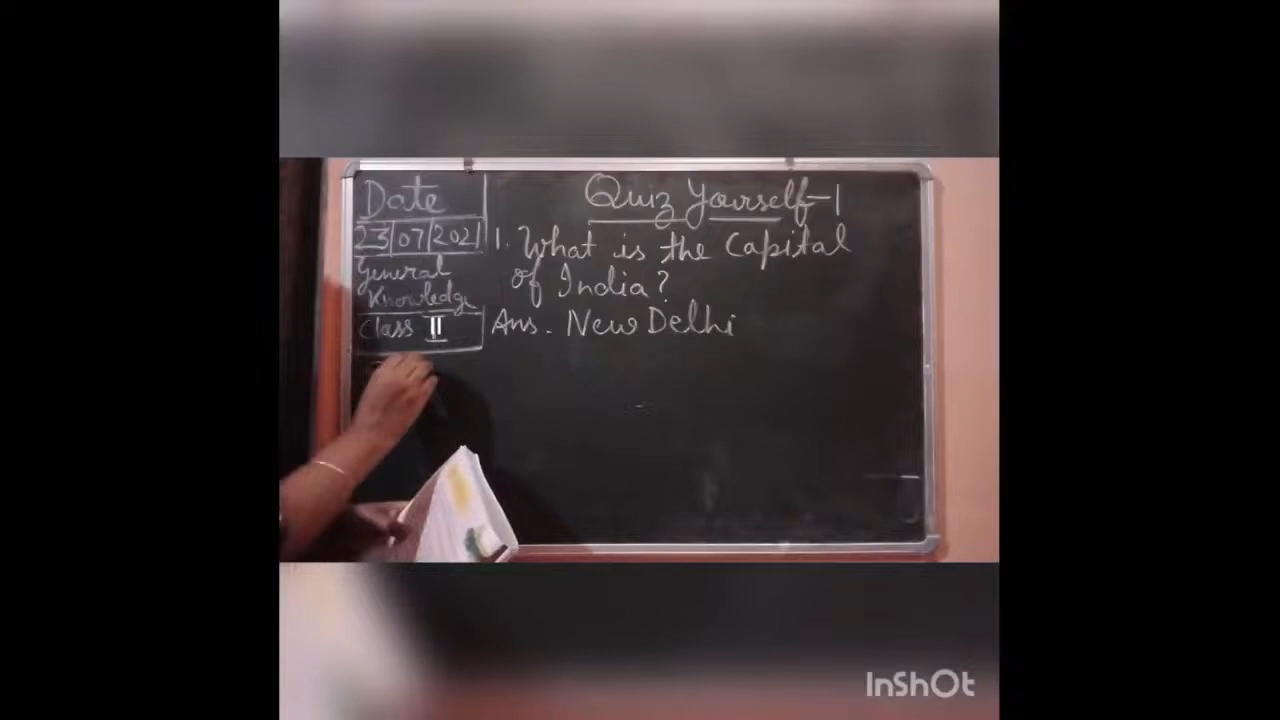 Date
23/07/2021
General
Knowledge
Class II
Quiz Yourself-1
1. What is the Capital
of India?
Ans. New Delhi
InShOt